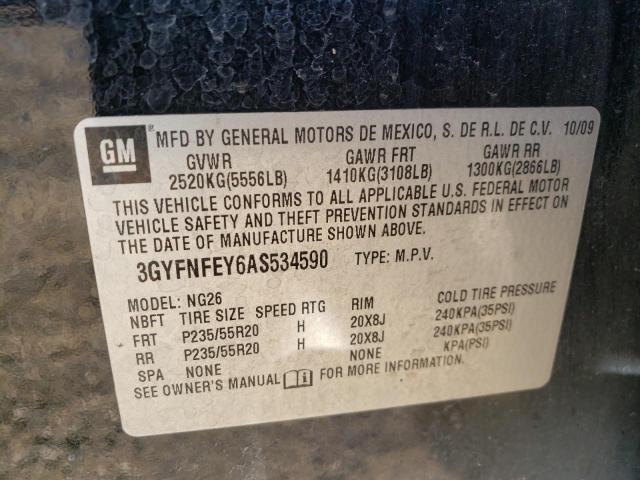 GM ® MFD BY GENERAL MOTORS DE MEXICO, S. DE R.L. DE C.V. 10/09
GVWR GAWR FRT GAWR RR
2520KG(5556LB) 1410KG(3108LB) 1300KG(2866LB)
THIS VEHICLE CONFORMS TO ALL APPLICABLE U.S. FEDERAL MOTOR
VEHICLE SAFETY AND THEFT PREVENTION STANDARDS IN EFFECT ON
THE DATE OF MANUFACTURE SHOWN ABOVE.
3GYFNFEY6AS534590 TYPE: M.P.V.
MODEL: NG26
NBFT TIRE SIZE SPEED RTG RIM COLD TIRE PRESSURE
FRT P235/55R20 H 20X8J 240KPA(35PSI)
RR P235/55R20 H 20X8J 240KPA(35PSI)
SPA NONE NONE KPA(PSI)
SEE OWNER'S MANUAL FOR MORE INFORMATION.